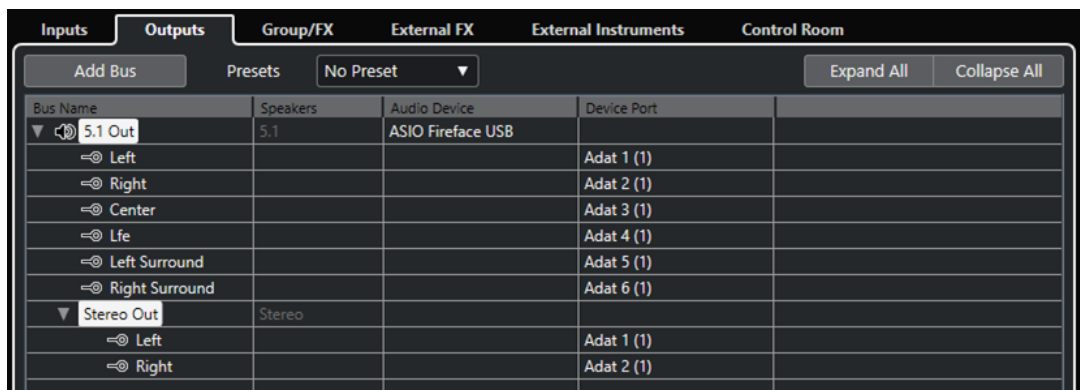 Inputs Outputs Group/FX External FX External Instruments Control Room
Add Bus Presets No Preset Expand All Collapse All
Bus Name Speakers Audio Device Device Port
5.1 Out 5.1 ASIO Fireface USB
Left Adat 1 (1)
Right Adat 2 (1)
Center Adat 3 (1)
Lfe Adat 4 (1)
Left Surround Adat 5 (1)
Right Surround Adat 6 (1)
Stereo Out Stereo
Left Adat 1 (1)
Right Adat 2 (1)